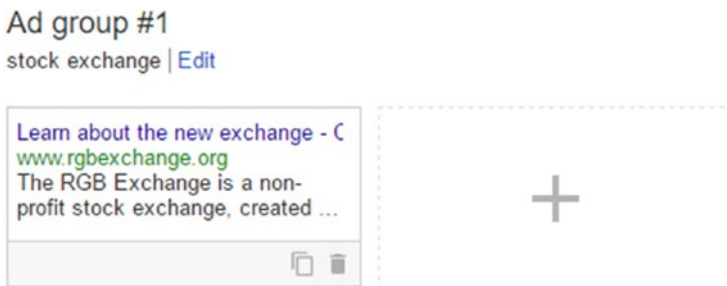 Ad group #1
stock exchange | Edit
Learn about the new exchange - C
www.rgbexchange.org
The RGB Exchange is a non-
profit stock exchange, created ...